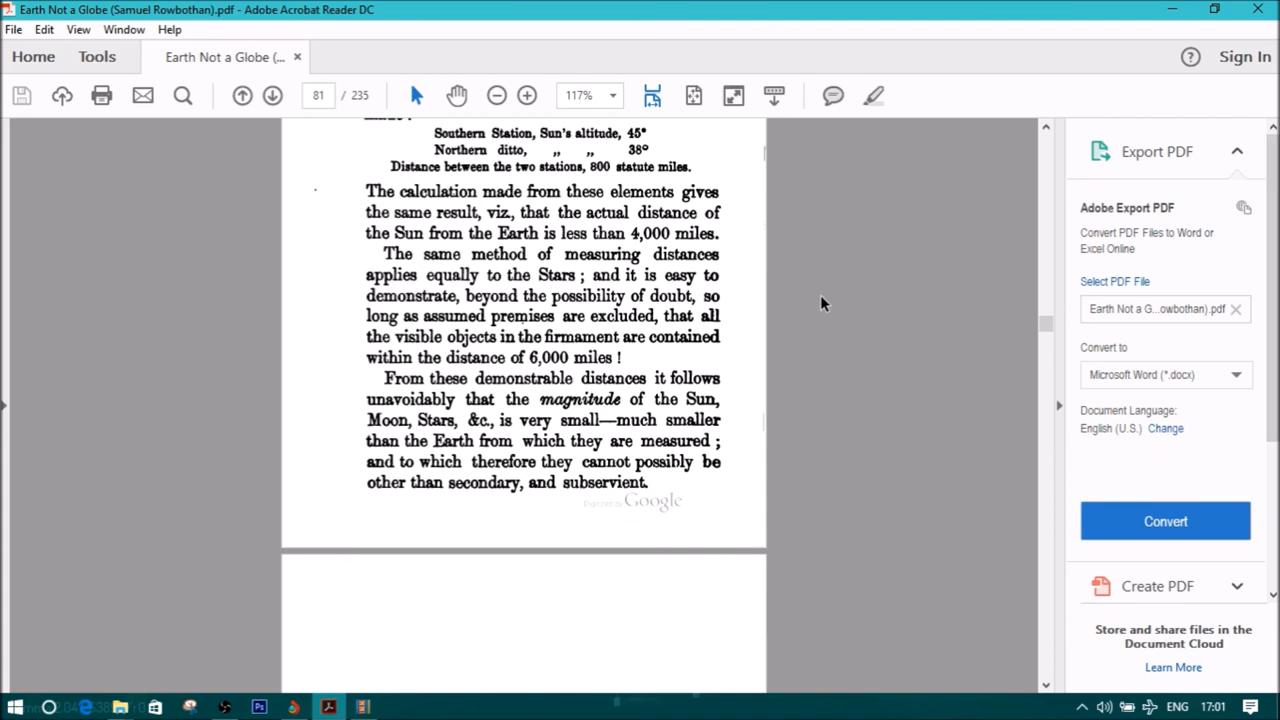 Earth Not a Globe (Samuel Rowbothan).pdf - Adobe Acrobat Reader DC
File Edit View Window Help
Home Tools Earth Not a Globe (... × Sign In
81 / 235 117%
Southern Station, Sun's altitude, 45°
Northern ditto, „ „ 38°
Distance between the two stations, 800 statute miles.
The calculation made from these elements gives
the same result, viz., that the actual distance of
the Sun from the Earth is less than 4,000 miles.
The same method of measuring distances
applies equally to the Stars ; and it is easy to
demonstrate, beyond the possibility of doubt, so
long as assumed premises are excluded, that all
the visible objects in the firmament are contained
within the distance of 6,000 miles !
From these demonstrable distances it follows
unavoidably that the magnitude of the Sun,
Moon, Stars, &c., is very small—much smaller
than the Earth from which they are measured ;
and to which therefore they cannot possibly be
other than secondary, and subservient.
Digitized by Google
Export PDF
Adobe Export PDF
Convert PDF Files to Word or
Excel Online
Select PDF File
Earth Not a G...owbothan).pdf
Convert to
Microsoft Word (*.docx)
Document Language:
English (U.S.) Change
Convert
Create PDF
Store and share files in the
Document Cloud
Learn More
ENG 17:01